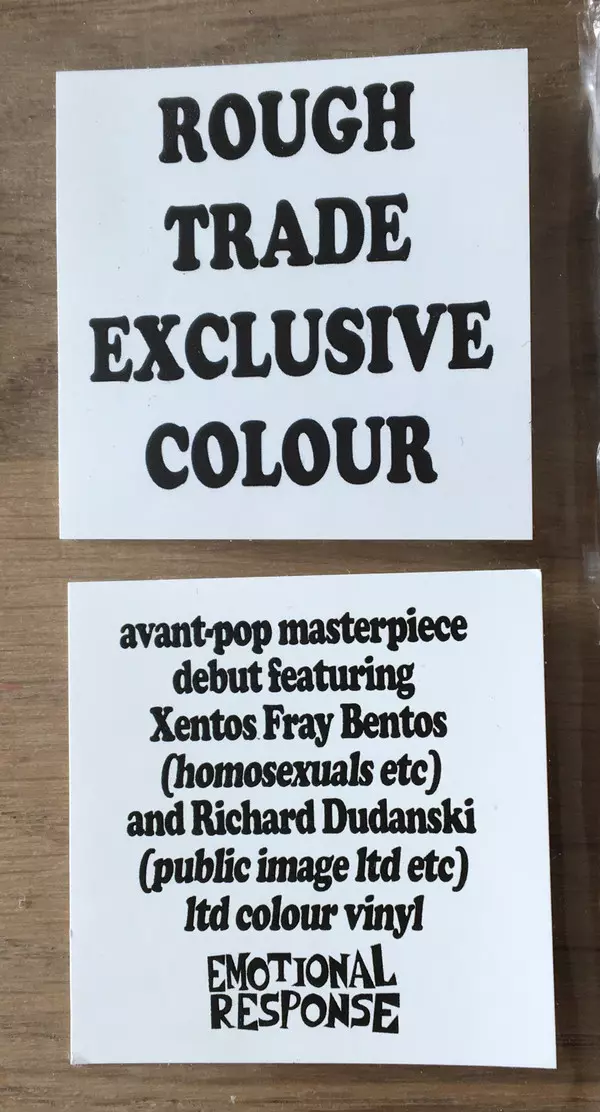 ROUGH
TRADE
EXCLUSIVE
COLOUR
avant-pop masterpiece
debut featuring
Xentos Fray Bentos
(homosexuals etc)
and Richard Dudanski
(public image ltd etc)
ltd colour vinyl
EMOTIONAL
RESPONSE